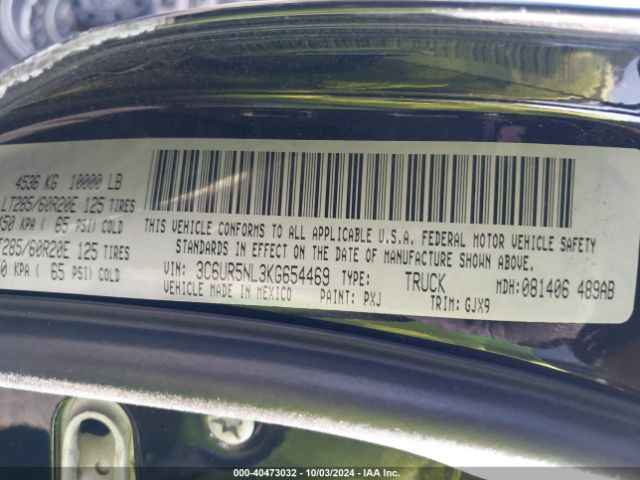 4536 KG 10000 LB
LT285/60R20E 125 TIRES
450 KPA ( 65 PSI) COLD
T285/60R20E 125 TIRES
0 KPA ( 65 PSI) COLD
THIS VEHICLE CONFORMS TO ALL APPLICABLE U.S.A. FEDERAL MOTOR VEHICLE SAFETY
STANDARDS IN EFFECT ON THE DATE OF MANUFACTURE SHOWN ABOVE.
VIN: 3C6UR5NL3KG654469 TYPE: TRUCK MDH:081406 489AB
VEHICLE MADE IN MEXICO PAINT: PXJ TRIM: GJX9
000-40473032 - 10/03/2024 - IAA Inc.